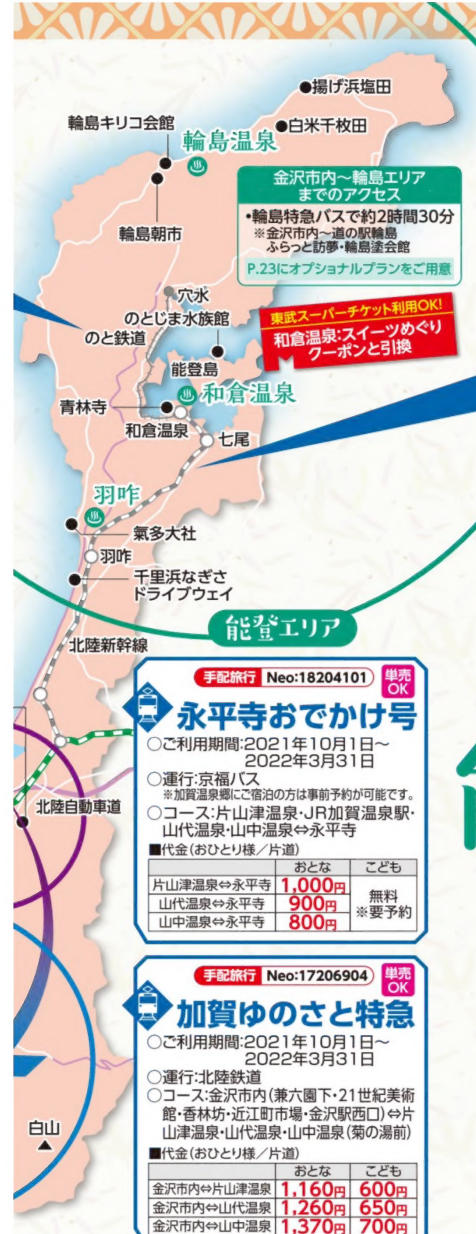 揚げ浜塩田
輪島キリコ会館
白米千枚田
輪島温泉
金沢市内～輪島エリア
までのアクセス
•輪島特急バスで約2時間30分
※金沢市内～道の駅輪島
ふらっと訪夢・輪島塗会館
P.23にオプショナルプランをご用意
輪島朝市
穴水
のとじま水族館
のと鉄道
東武スーパーチケット利用OK!
和倉温泉:スイーツめぐり
クーポンと引換
能登島
青林寺
和倉温泉
和倉温泉
七尾
羽咋
氣多大社
羽咋
千里浜なぎさ
ドライブウェイ
能登エリア
北陸新幹線
手配旅行 Neo:18204101 単売
OK
永平寺おでかけ号
○ご利用期間:2021年10月1日～
2022年3月31日
○運行:京福バス
※加賀温泉郷にご宿泊の方は事前予約が可能です。
○コース:片山津温泉・JR加賀温泉駅・
山代温泉・山中温泉⇔永平寺
■代金(おひとり様／片道)
おとな こども
片山津温泉⇔永平寺 1,000円 無料
※要予約
山代温泉⇔永平寺 900円
山中温泉⇔永平寺 800円
北陸自動車道
手配旅行 Neo:17206904 単売
OK
加賀ゆのさと特急
○ご利用期間:2021年10月1日～
2022年3月31日
○運行:北陸鉄道
○コース:金沢市内(兼六園下・21世紀美術
館・香林坊・近江町市場・金沢駅西口)⇔片
山津温泉・山代温泉・山中温泉(菊の湯前)
■代金(おひとり様／片道)
おとな こども
金沢市内⇔片山津温泉 1,160円 600円
金沢市内⇔山代温泉 1,260円 650円
金沢市内⇔山中温泉 1,370円 700円
白山